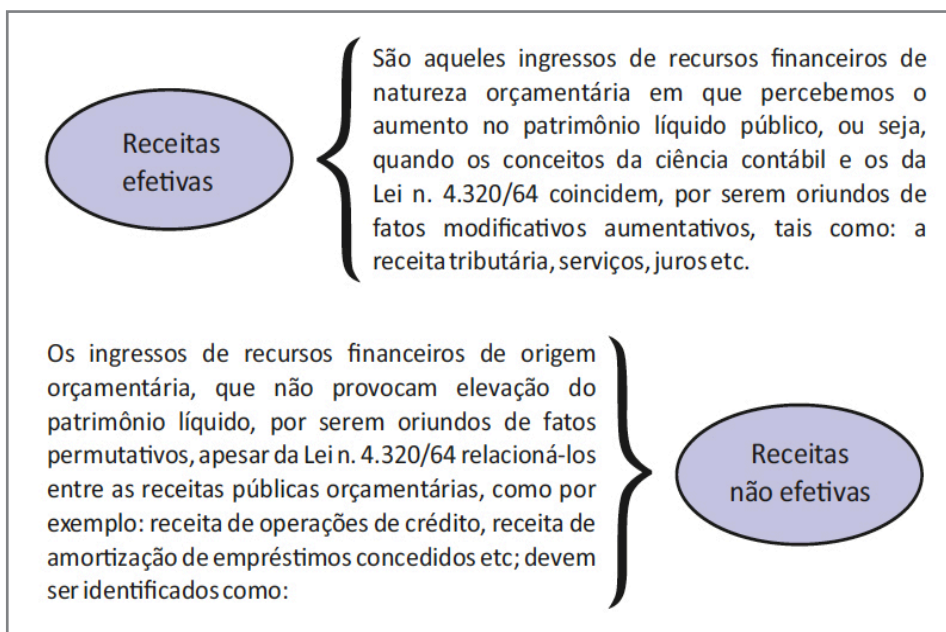 Receitas
efetivas
São aqueles ingressos de recursos financeiros de
natureza orçamentária em que percebemos o
aumento no patrimônio líquido público, ou seja,
quando os conceitos da ciência contábil e os da
Lei n. 4.320/64 coincidem, por serem oriundos de
fatos modificativos aumentativos, tais como: a
receita tributária, serviços, juros etc.
Os ingressos de recursos financeiros de origem
orçamentária, que não provocam elevação do
patrimônio líquido, por serem oriundos de fatos
permutativos, apesar da Lei n. 4.320/64 relacioná-los
entre as receitas públicas orçamentárias, como por
exemplo: receita de operações de crédito, receita de
amortização de empréstimos concedidos etc; devem
ser identificados como:
Receitas
não efetivas